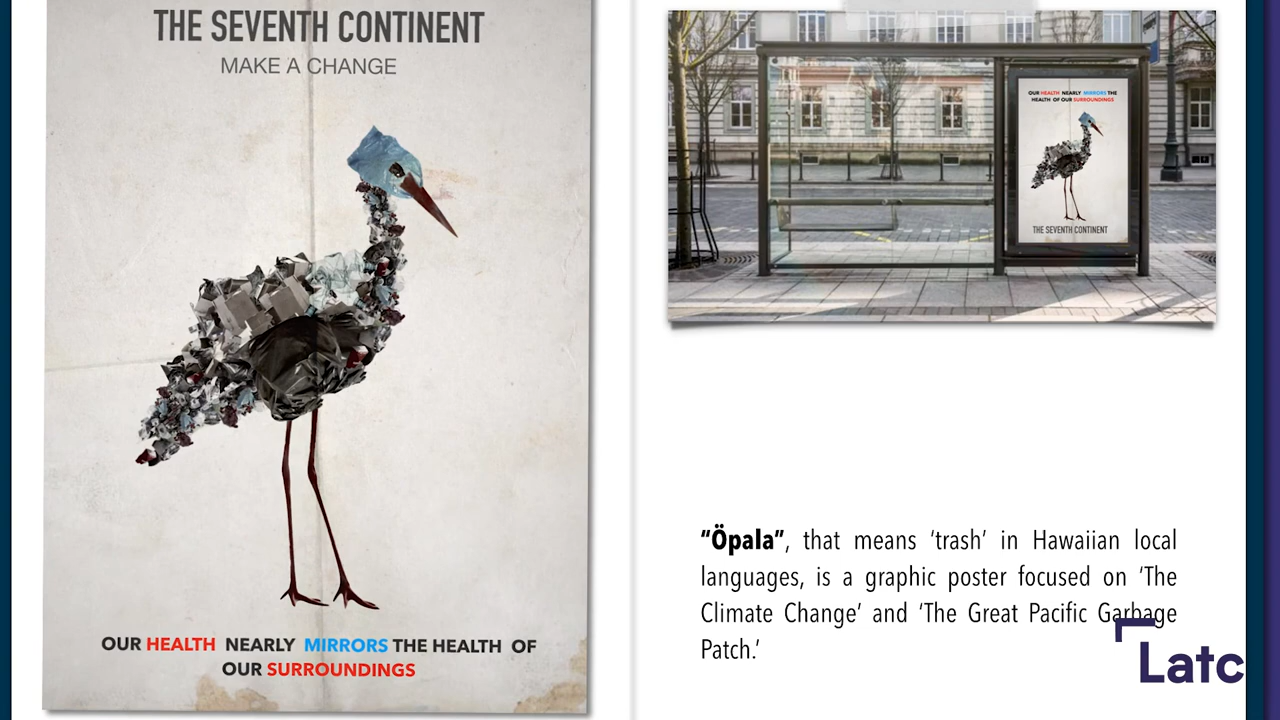 THE SEVENTH CONTINENT
MAKE A CHANGE
OUR HEALTH NEARLY MIRRORS THE HEALTH OF
OUR SURROUNDINGS
OUR HEALTH NEARLY MIRRORS THE
HEALTH OF OUR SURROUNDINGS
THE SEVENTH CONTINENT
“Öpala”, that means ‘trash’ in Hawaiian local
languages, is a graphic poster focused on ‘The
Climate Change’ and ‘The Great Pacific Garbage
Patch.’
Latc